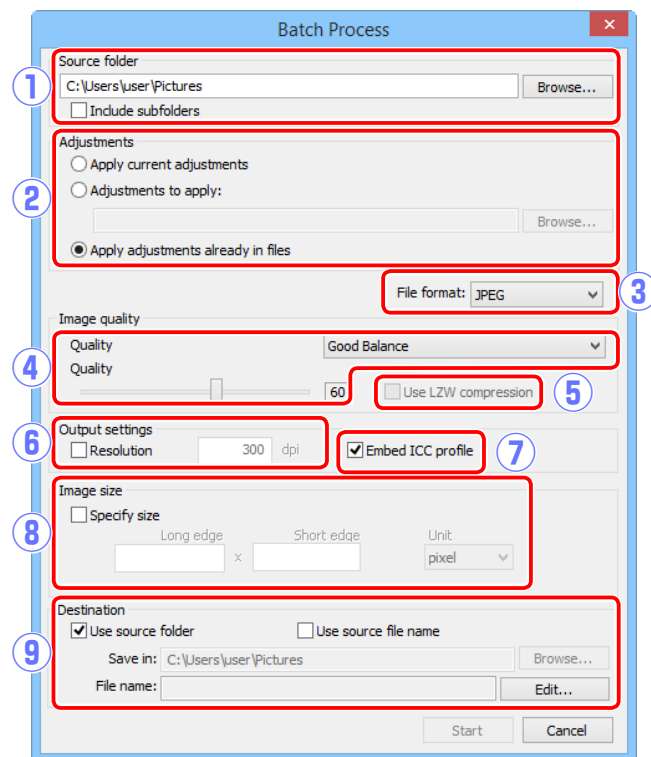 Batch Process
Source folder
1
C:\Users\user\Pictures Browse...
Include subfolders
Adjustments
Apply current adjustments
2
Adjustments to apply:
Browse...
Apply adjustments already in files
File format: JPEG
3
Image quality
Quality Good Balance
4
Quality
60 Use LZW compression 5
Output settings
6
Resolution 300 dpi Embed ICC profile 7
Image size
Specify size
8
Long edge Short edge Unit
x pixel
Destination
Use source folder Use source file name
9
Save in: C:\Users\user\Pictures Browse...
File name: Edit...
Start Cancel